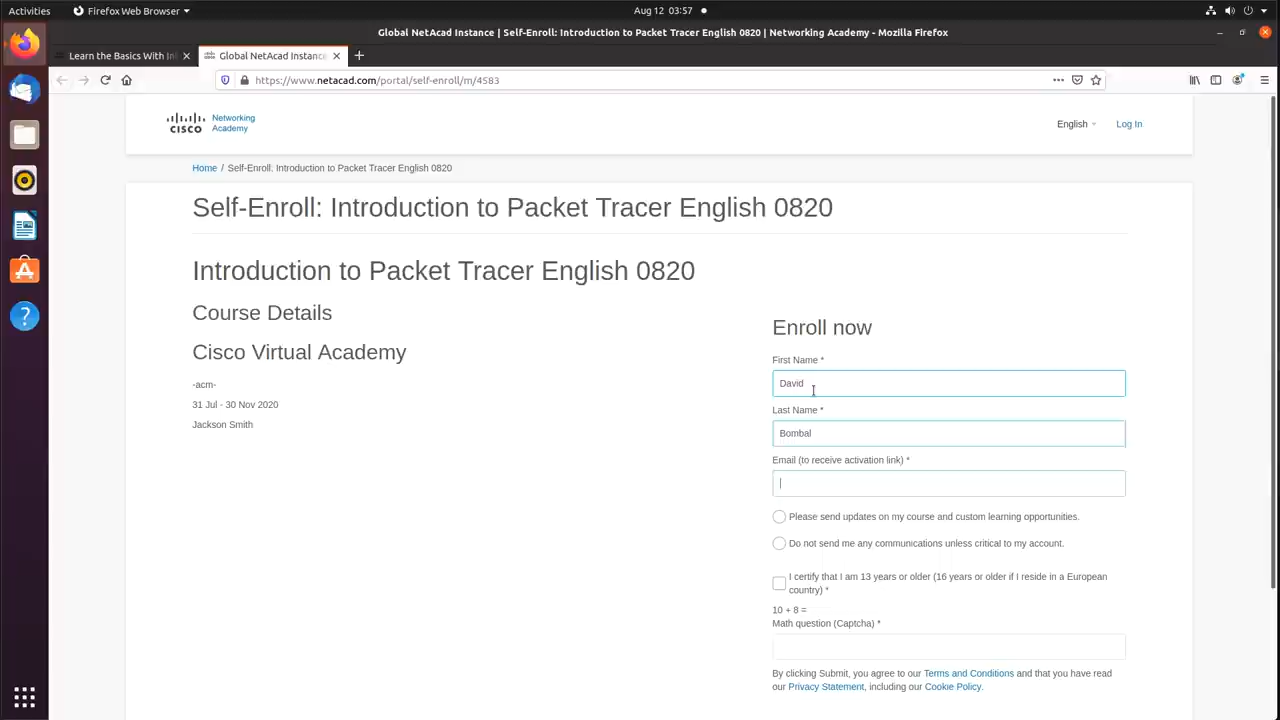 Activities
Firefox Web Browser
Aug 12 03:57
Global NetAcad Instance | Self-Enroll: Introduction to Packet Tracer English 0820 | Networking Academy - Mozilla Firefox
Learn the Basics With In
Global NetAcad Instance
https://www.netacad.com/portal/self-enroll/m/4583
CISCO
Networking
Academy
English
Log In
Home / Self-Enroll: Introduction to Packet Tracer English 0820
Self-Enroll: Introduction to Packet Tracer English 0820
Introduction to Packet Tracer English 0820
Course Details
Cisco Virtual Academy
-acm-
31 Jul - 30 Nov 2020
Jackson Smith
Enroll now
First Name *
David
Last Name *
Bombal
Email (to receive activation link) *
Please send updates on my course and custom learning opportunities.
Do not send me any communications unless critical to my account.
I certify that I am 13 years or older (16 years or older if I reside in a European
country) *
10 + 8 =
Math question (Captcha) *
By clicking Submit, you agree to our Terms and Conditions and that you have read
our Privacy Statement, including our Cookie Policy.